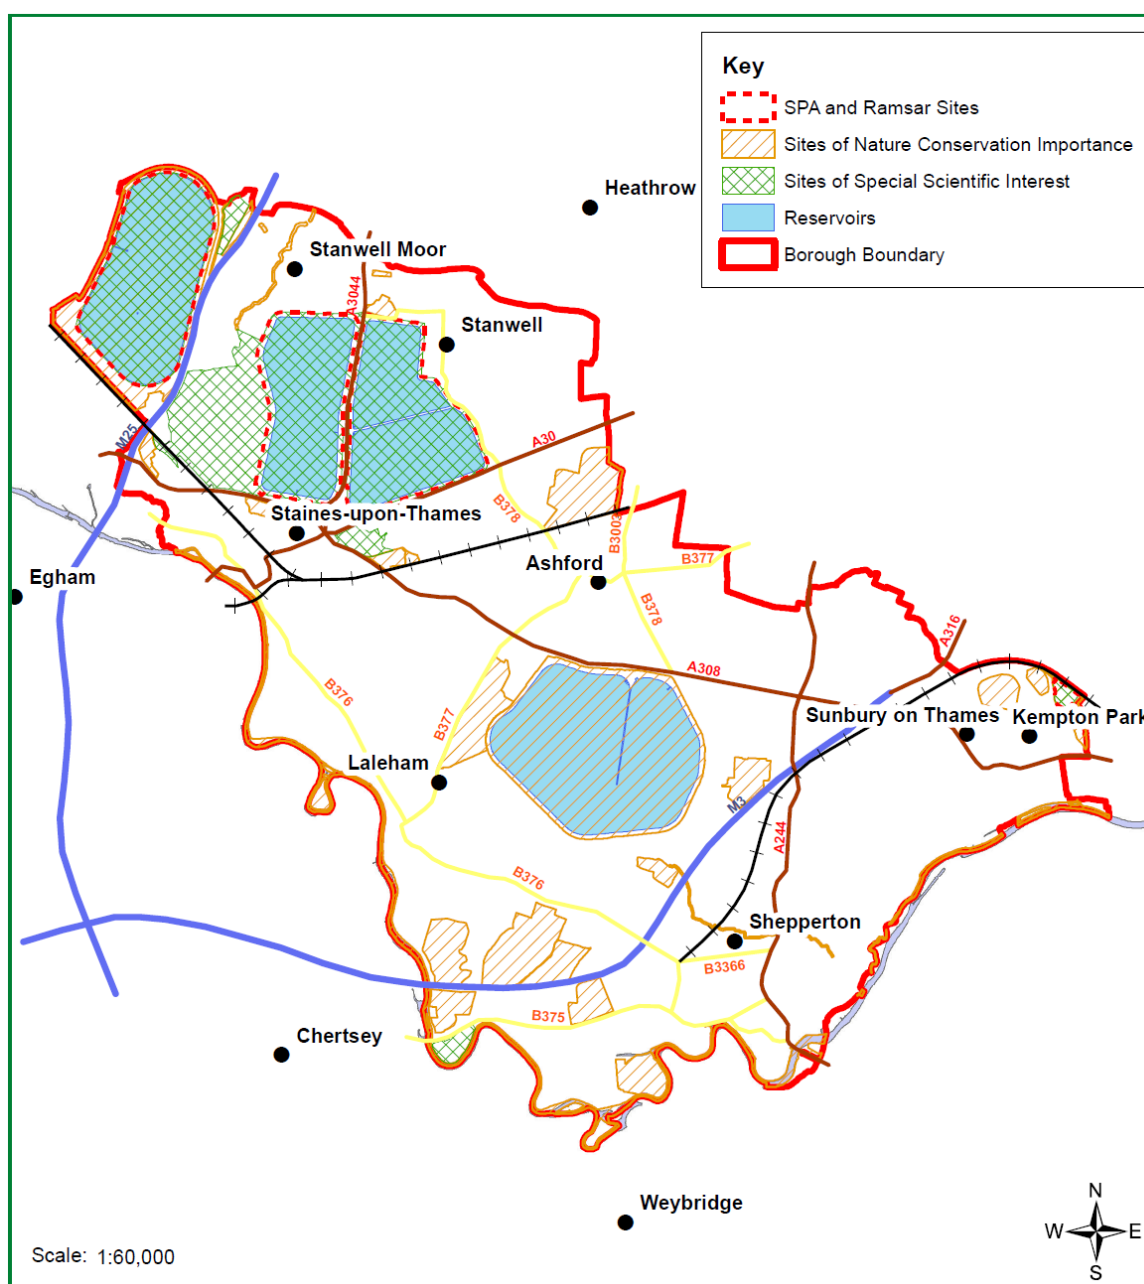 Key
SPA and Ramsar Sites
Sites of Nature Conservation Importance
Sites of Special Scientific Interest
Reservoirs
Borough Boundary
Heathrow
Stanwell Moor
A3044
Stanwell
M25
A30
B378
Staines-upon-Thames
B3003
Ashford
B377
Egham
B378
A316
A308
B376
B377
Sunbury on Thames
Kempton Park
Laleham
M3
A244
B376
Shepperton
B3366
B375
Chertsey
Weybridge
N
W
E
S
Scale: 1:60,000